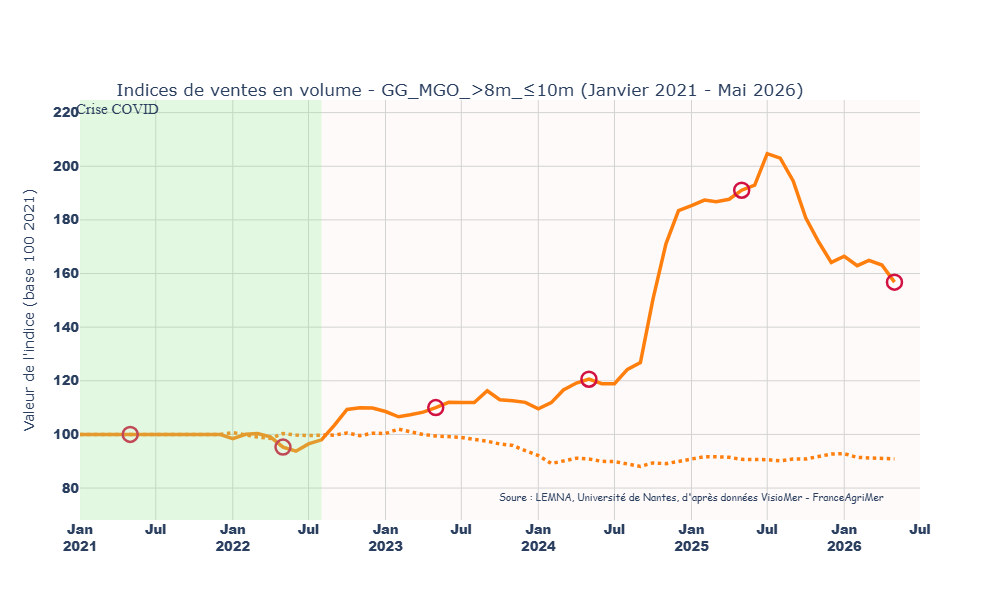 Indices de ventes en volume - GG_MGO_>8m_≤10m (Janvier 2021 - Mai 2026)
Crise COVID
220
200
180
160
140
120
100
80
Valeur de l'indice (base 100 2021)
Soure : LEMNA, Université de Nantes, d'après données VisioMer - FranceAgriMer
Jan Jul Jan Jul Jan Jul Jan Jul Jan Jul Jan Jul
2021 2022 2023 2024 2025 2026